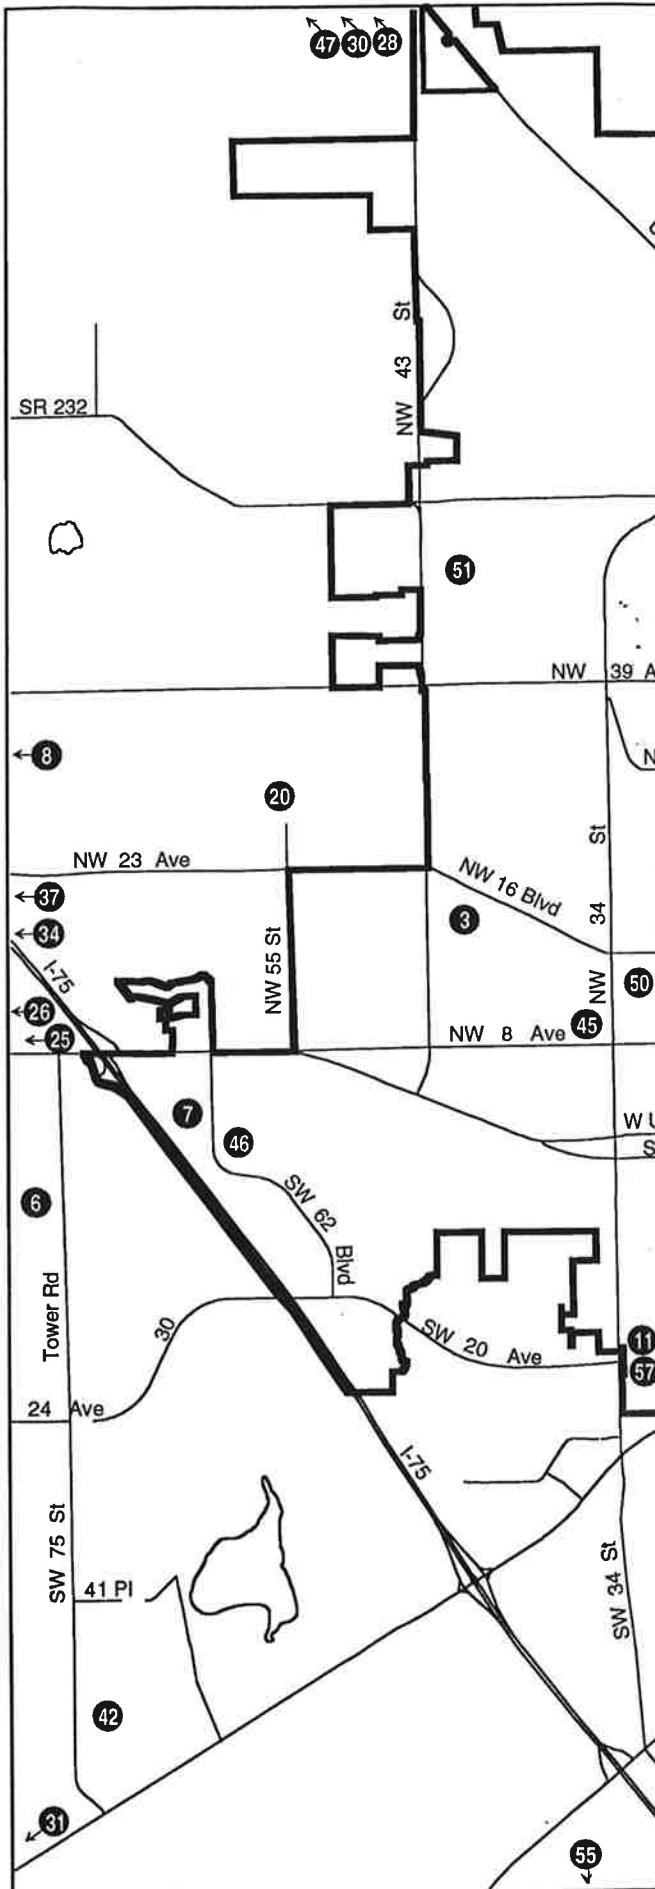 47 30 28
NW 43 St
SR 232
51
NW 39 A
8
N
20
NW 34 St
NW 23 Ave
NW 16 Blvd
37
3
34
I-75
NW 55 St
50
26
45
25
NW 8 Ave
7
W U
46
S
SW 62 Blvd
6
Tower Rd
30
SW 20 Ave
11
57
24 Ave
I-75
SW 75 St
SW 34 St
41 Pl
42
31
55